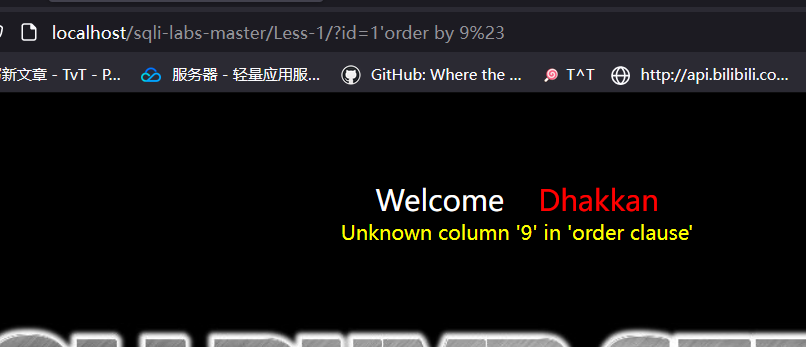 localhost/sqli-labs-master/Less-1/?id=1'order by 9%23
新文章 - TvT - P... 服务器 - 轻量应用服... GitHub: Where the ... T^T http://api.bilibili.co...
Welcome Dhakkan
Unknown column '9' in 'order clause'